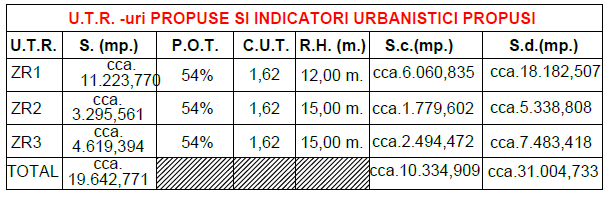 U.T.R. -uri PROPUSE SI INDICATORI URBANISTICI PROPUSI
U.T.R. S. (mp.) P.O.T. C.U.T. R.H. (m.) S.c.(mp.) S.d.(mp.)
ZR1 cca. 11.223,770 54% 1,62 12,00 m. cca.6.060,835 cca.18.182,507
ZR2 cca. 3.295,561 54% 1,62 15,00 m. cca.1.779,602 cca.5.338,808
ZR3 cca. 4.619,394 54% 1,62 15,00 m. cca.2.494,472 cca.7.483,418
TOTAL cca. 19.642,771 cca.10.334,909 cca.31.004,733